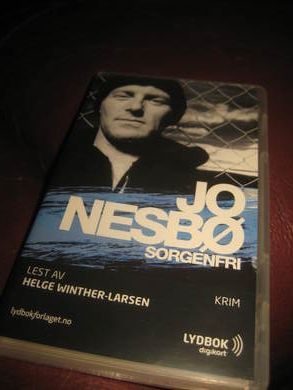 JO
NESBØ
SORGENFRI
LEST AV
HELGE WINTHER-LARSEN
KRIM
lydbokforlaget.no
LYDBOK
digikort